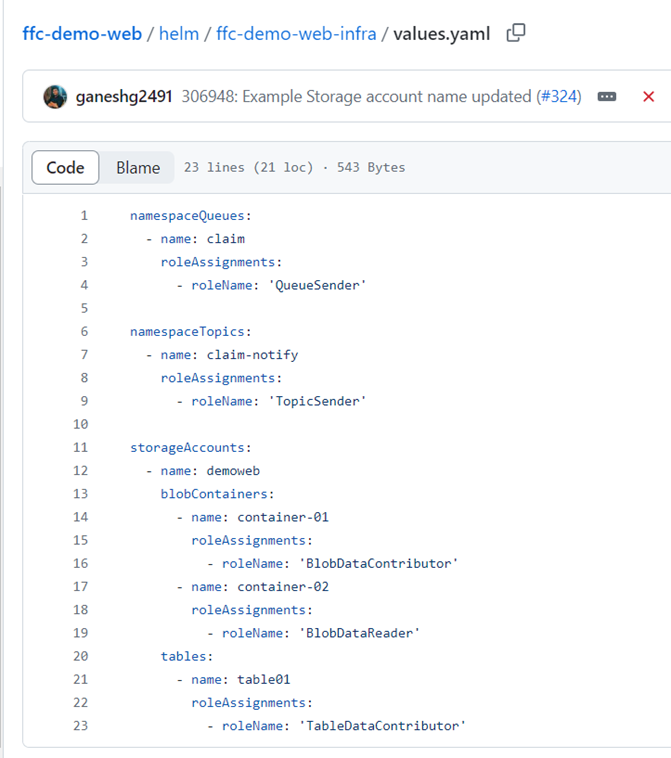 ffc-demo-web / helm / ffc-demo-web-infra / values.yaml
ganeshg2491 306948: Example Storage account name updated (#324)
Code Blame 23 lines (21 loc) · 543 Bytes
1 namespaceQueues:
2 - name: claim
3 roleAssignments:
4 - roleName: 'QueueSender'
5
6 namespaceTopics:
7 - name: claim-notify
8 roleAssignments:
9 - roleName: 'TopicSender'
10
11 storageAccounts:
12 - name: demoweb
13 blobContainers:
14 - name: container-01
15 roleAssignments:
16 - roleName: 'BlobDataContributor'
17 - name: container-02
18 roleAssignments:
19 - roleName: 'BlobDataReader'
20 tables:
21 - name: table01
22 roleAssignments:
23 - roleName: 'TableDataContributor'